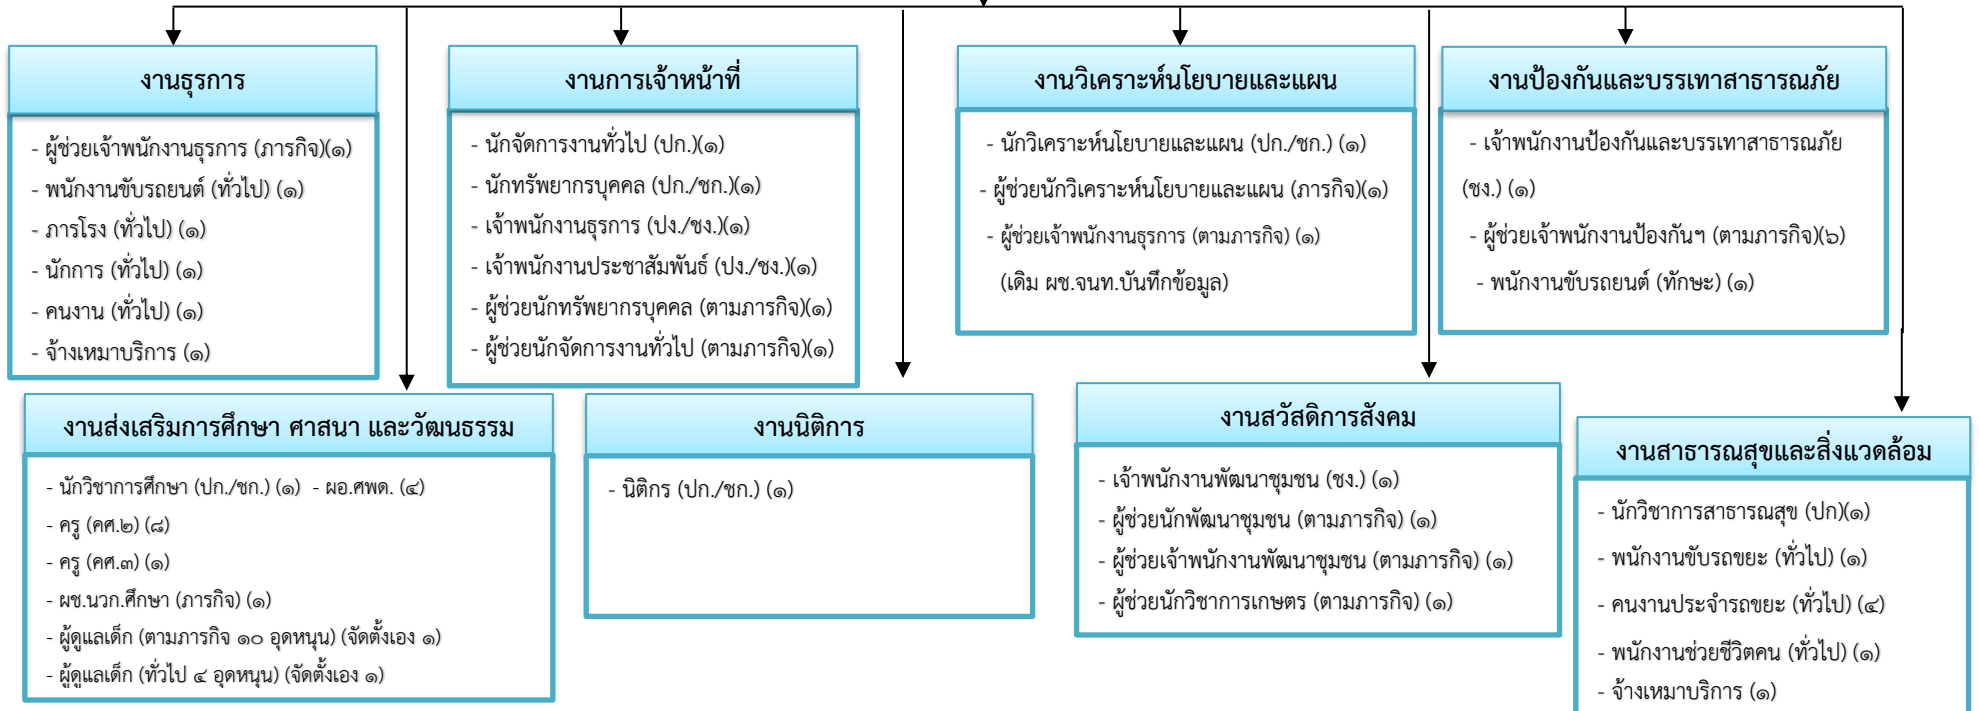 งานธุรการ
- ผู้ช่วยเจ้าพนักงานธุรการ (ภารกิจ)(๑)
- พนักงานขับรถยนต์ (ทั่วไป) (๑)
- ภารโรง (ทั่วไป) (๑)
- นักการ (ทั่วไป) (๑)
- คนงาน (ทั่วไป) (๑)
- จ้างเหมาบริการ (๑)
งานการเจ้าหน้าที่
- นักจัดการงานทั่วไป (ปก.)(๑)
- นักทรัพยากรบุคคล (ปก./ชก.)(๑)
- เจ้าพนักงานธุรการ (ปง./ชง.)(๑)
- เจ้าพนักงานประชาสัมพันธ์ (ปง./ชง.)(๑)
- ผู้ช่วยนักทรัพยากรบุคคล (ตามภารกิจ)(๑)
- ผู้ช่วยนักจัดการงานทั่วไป (ตามภารกิจ)(๑)
งานวิเคราะห์นโยบายและแผน
- นักวิเคราะห์นโยบายและแผน (ปก./ชก.) (๑)
- ผู้ช่วยนักวิเคราะห์นโยบายและแผน (ภารกิจ)(๑)
- ผู้ช่วยเจ้าพนักงานธุรการ (ตามภารกิจ) (๑)
(เดิม ผช.จนท.บันทึกข้อมูล)
งานป้องกันและบรรเทาสาธารณภัย
- เจ้าพนักงานป้องกันและบรรเทาสาธารณภัย
(ชง.) (๑)
- ผู้ช่วยเจ้าพนักงานป้องกันฯ (ตามภารกิจ)(๖)
- พนักงานขับรถยนต์ (ทักษะ) (๑)
งานส่งเสริมการศึกษา ศาสนา และวัฒนธรรม
- นักวิชาการศึกษา (ปก./ชก.) (๑) - ผอ.ศพด. (๔)
- ครู (คศ.๒) (๘)
- ครู (คศ.๓) (๑)
- ผช.นวก.ศึกษา (ภารกิจ) (๑)
- ผู้ดูแลเด็ก (ตามภารกิจ ๑๐ อุดหนุน) (จัดตั้งเอง ๑)
- ผู้ดูแลเด็ก (ทั่วไป ๔ อุดหนุน) (จัดตั้งเอง ๑)
งานนิติการ
- นิติกร (ปก./ชก.) (๑)
งานสวัสดิการสังคม
- เจ้าพนักงานพัฒนาชุมชน (ชง.) (๑)
- ผู้ช่วยนักพัฒนาชุมชน (ตามภารกิจ) (๑)
- ผู้ช่วยเจ้าพนักงานพัฒนาชุมชน (ตามภารกิจ) (๑)
- ผู้ช่วยนักวิชาการเกษตร (ตามภารกิจ) (๑)
งานสาธารณสุขและสิ่งแวดล้อม
- นักวิชาการสาธารณสุข (ปก)(๑)
- พนักงานขับรถขยะ (ทั่วไป) (๑)
- คนงานประจำรถขยะ (ทั่วไป) (๔)
- พนักงานช่วยชีวิตคน (ทั่วไป) (๑)
- จ้างเหมาบริการ (๑)